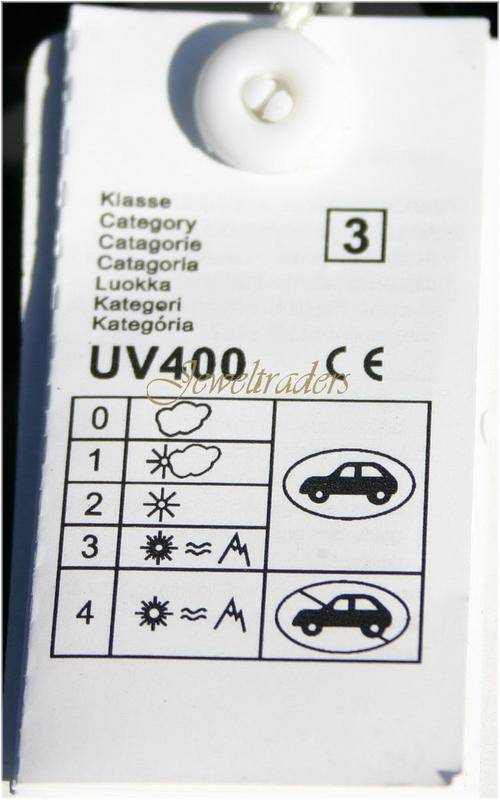 Klasse
Category
Catagorie
Catagoria
Luokka
Kategori
Kategória
3
UV400
CE
Jeweltraders
0
1
2
3
4